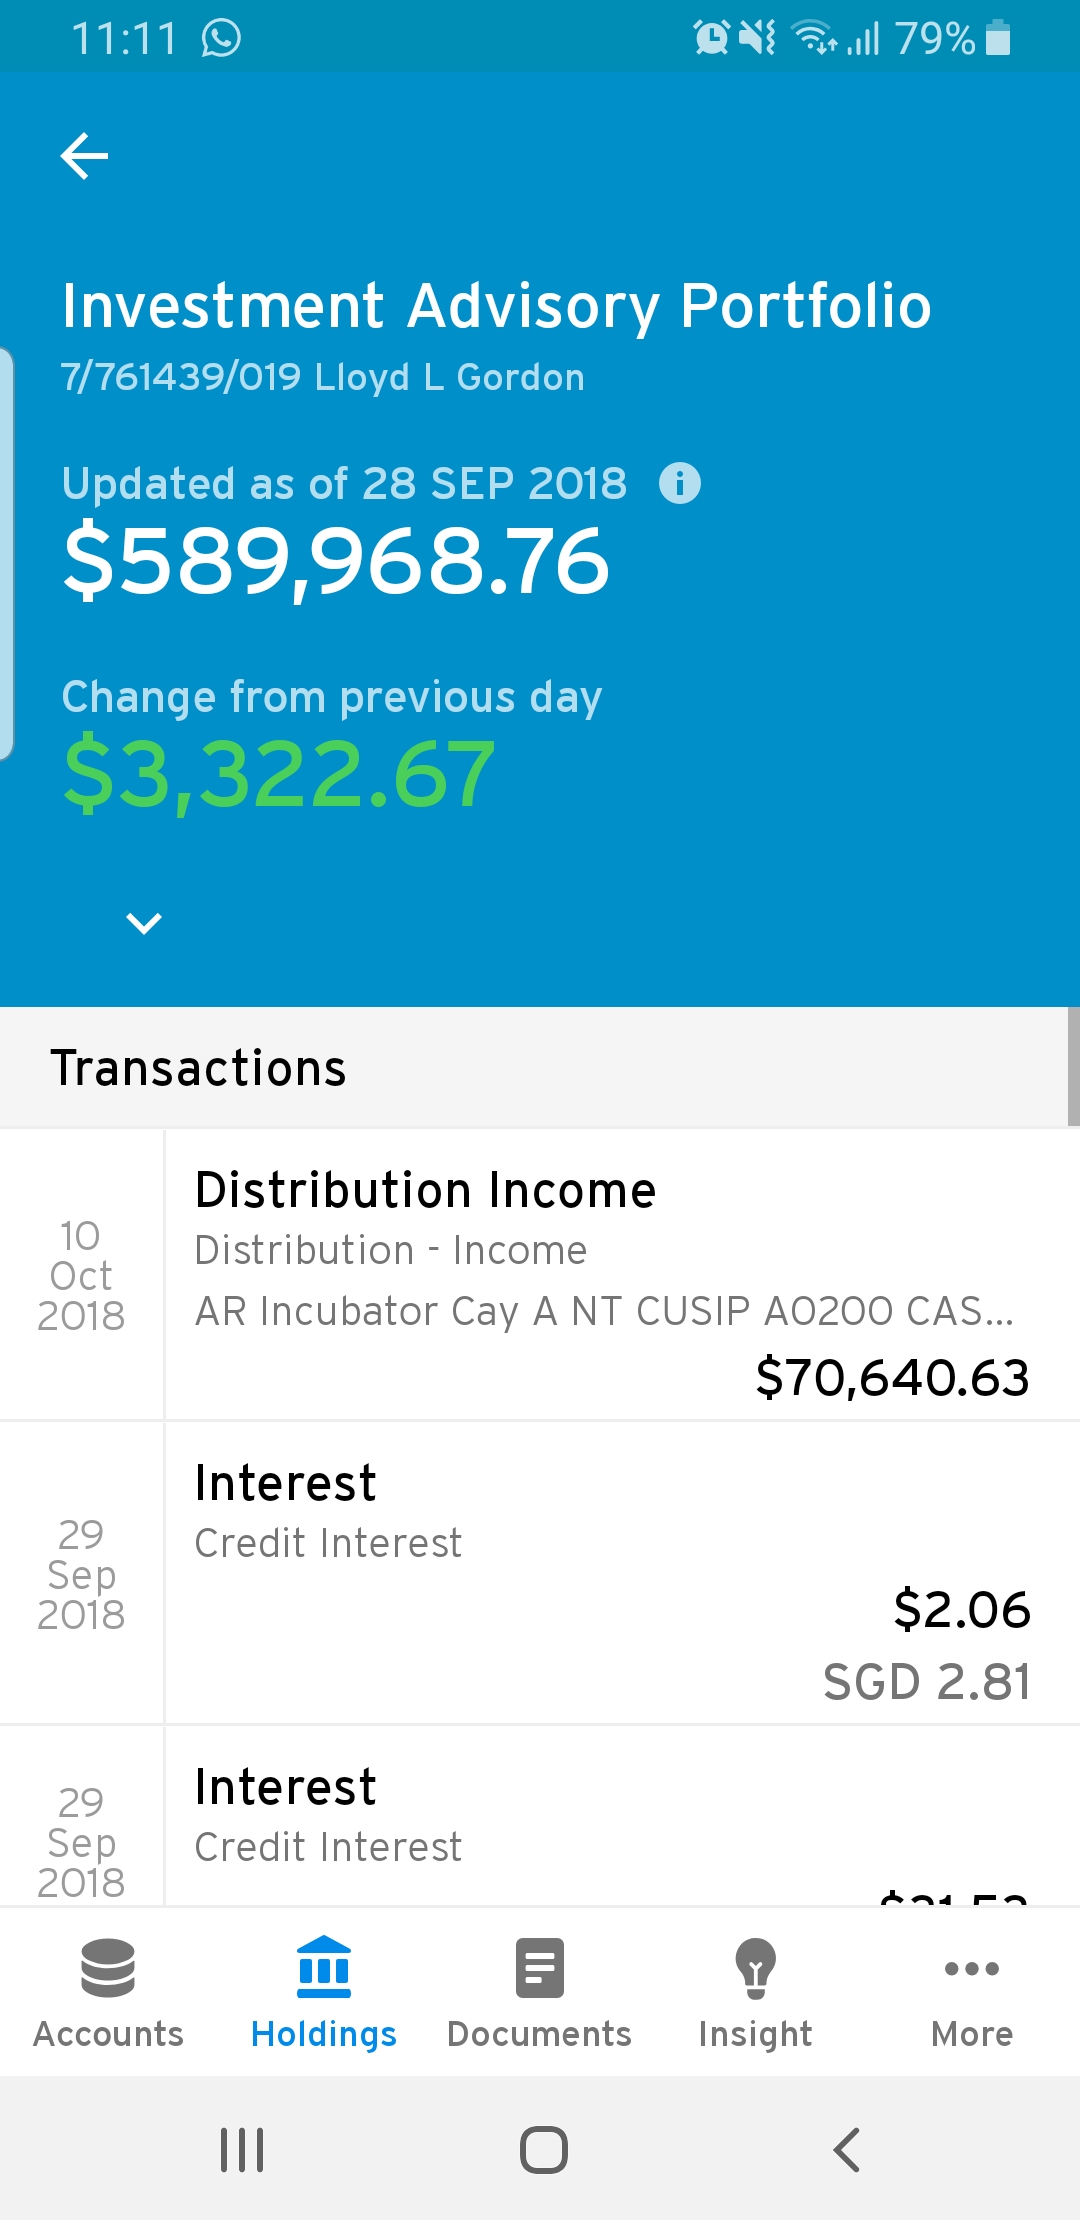 11:11
79%
Investment Advisory Portfolio
7/761439/019 Lloyd L Gordon
Updated as of 28 SEP 2018
$589,968.76
Change from previous day
$3,322.67
Transactions
10
Oct
2018
Distribution Income
Distribution - Income
AR Incubator Cay A NT CUSIP A0200 CAS...
$70,640.63
29
Sep
2018
Interest
Credit Interest
$2.06
SGD 2.81
29
Sep
2018
Interest
Credit Interest
Accounts
Holdings
Documents
Insight
More